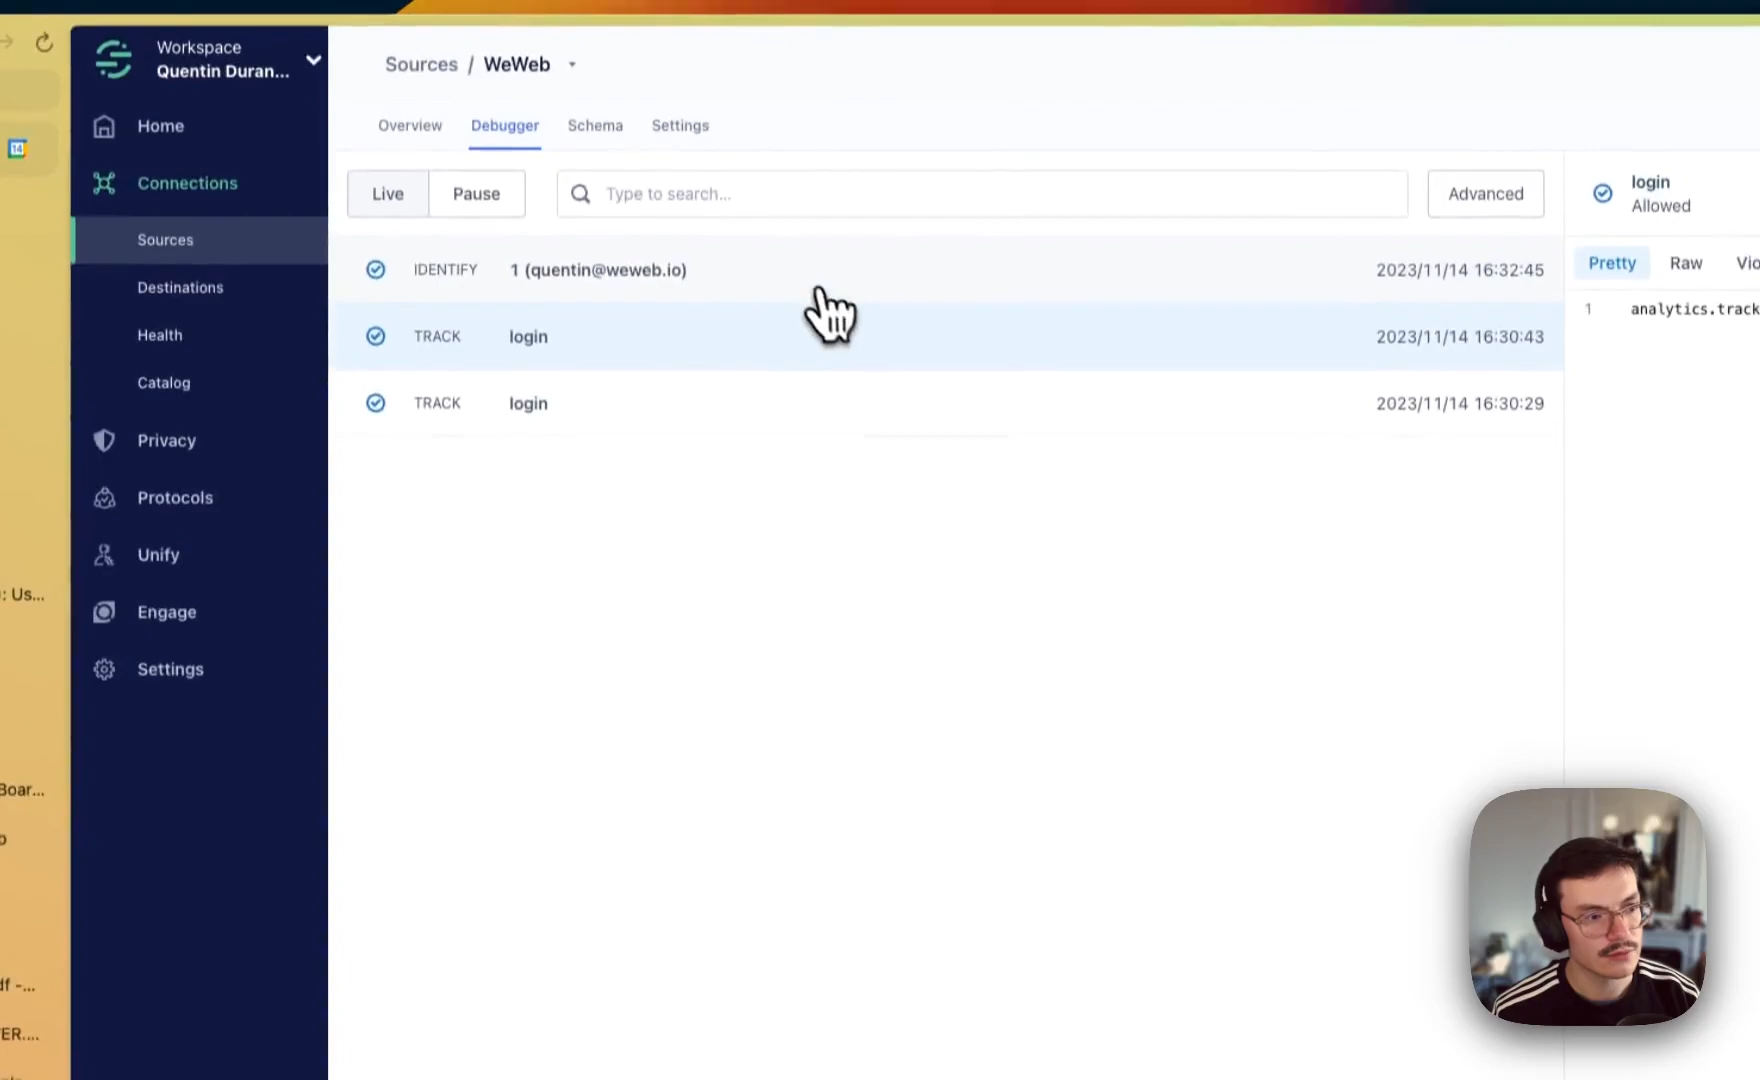 Workspace
Quentin Duran...
Home
Connections
Sources
Destinations
Health
Catalog
Privacy
Protocols
Unify
Engage
Settings
14
: Us...
Boar...
df -...
ER....
Sources / WeWeb
Overview Debugger Schema Settings
Live Pause Type to search... Advanced
IDENTIFY 1 (quentin@weweb.io) 2023/11/14 16:32:45
TRACK login 2023/11/14 16:30:43
TRACK login 2023/11/14 16:30:29
login
Allowed
Pretty Raw Vio
1 analytics.track